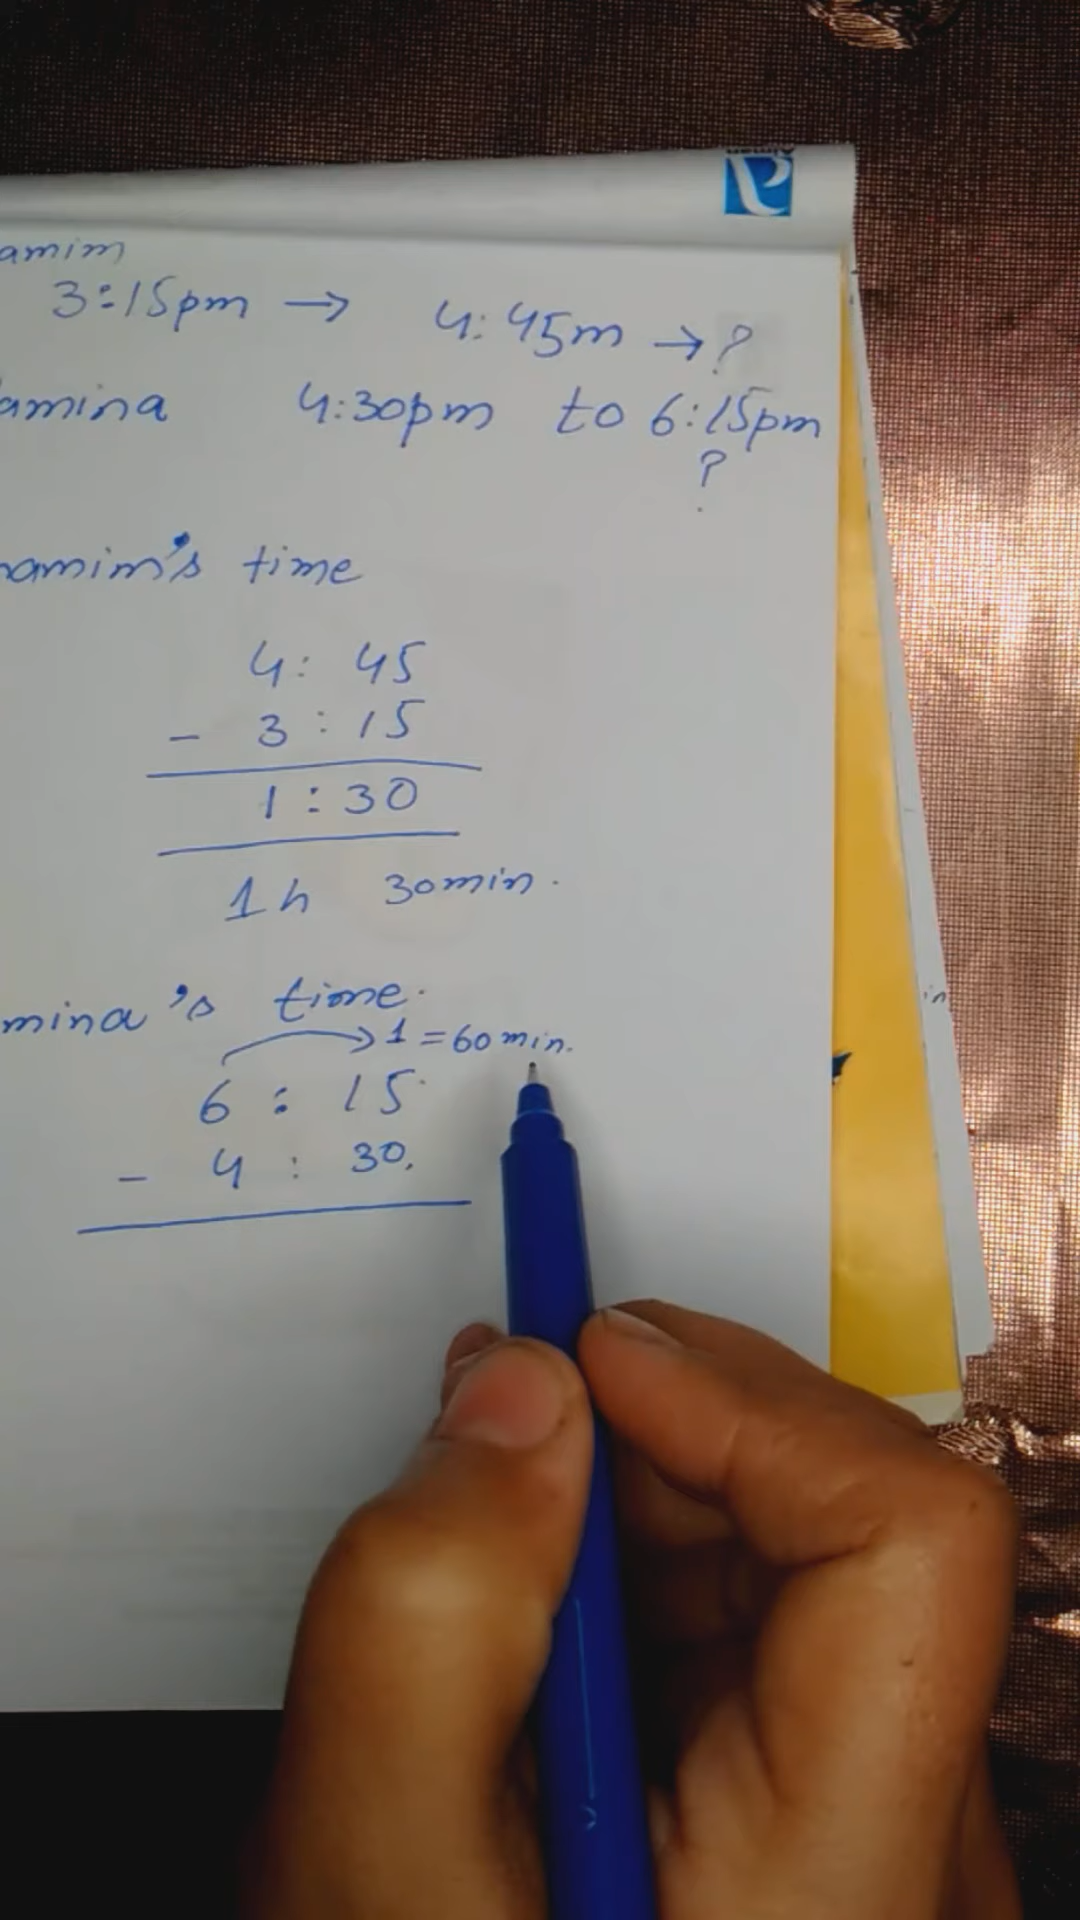 amim
3:15pm → 4:45m → ?
amina 4:30pm to 6:15pm
?
amim's time
4: 45
- 3 : 15
1 : 30
1h 30min.
mina's time.
→ 1 = 60 min.
6 : 15
- 4 : 30.
in